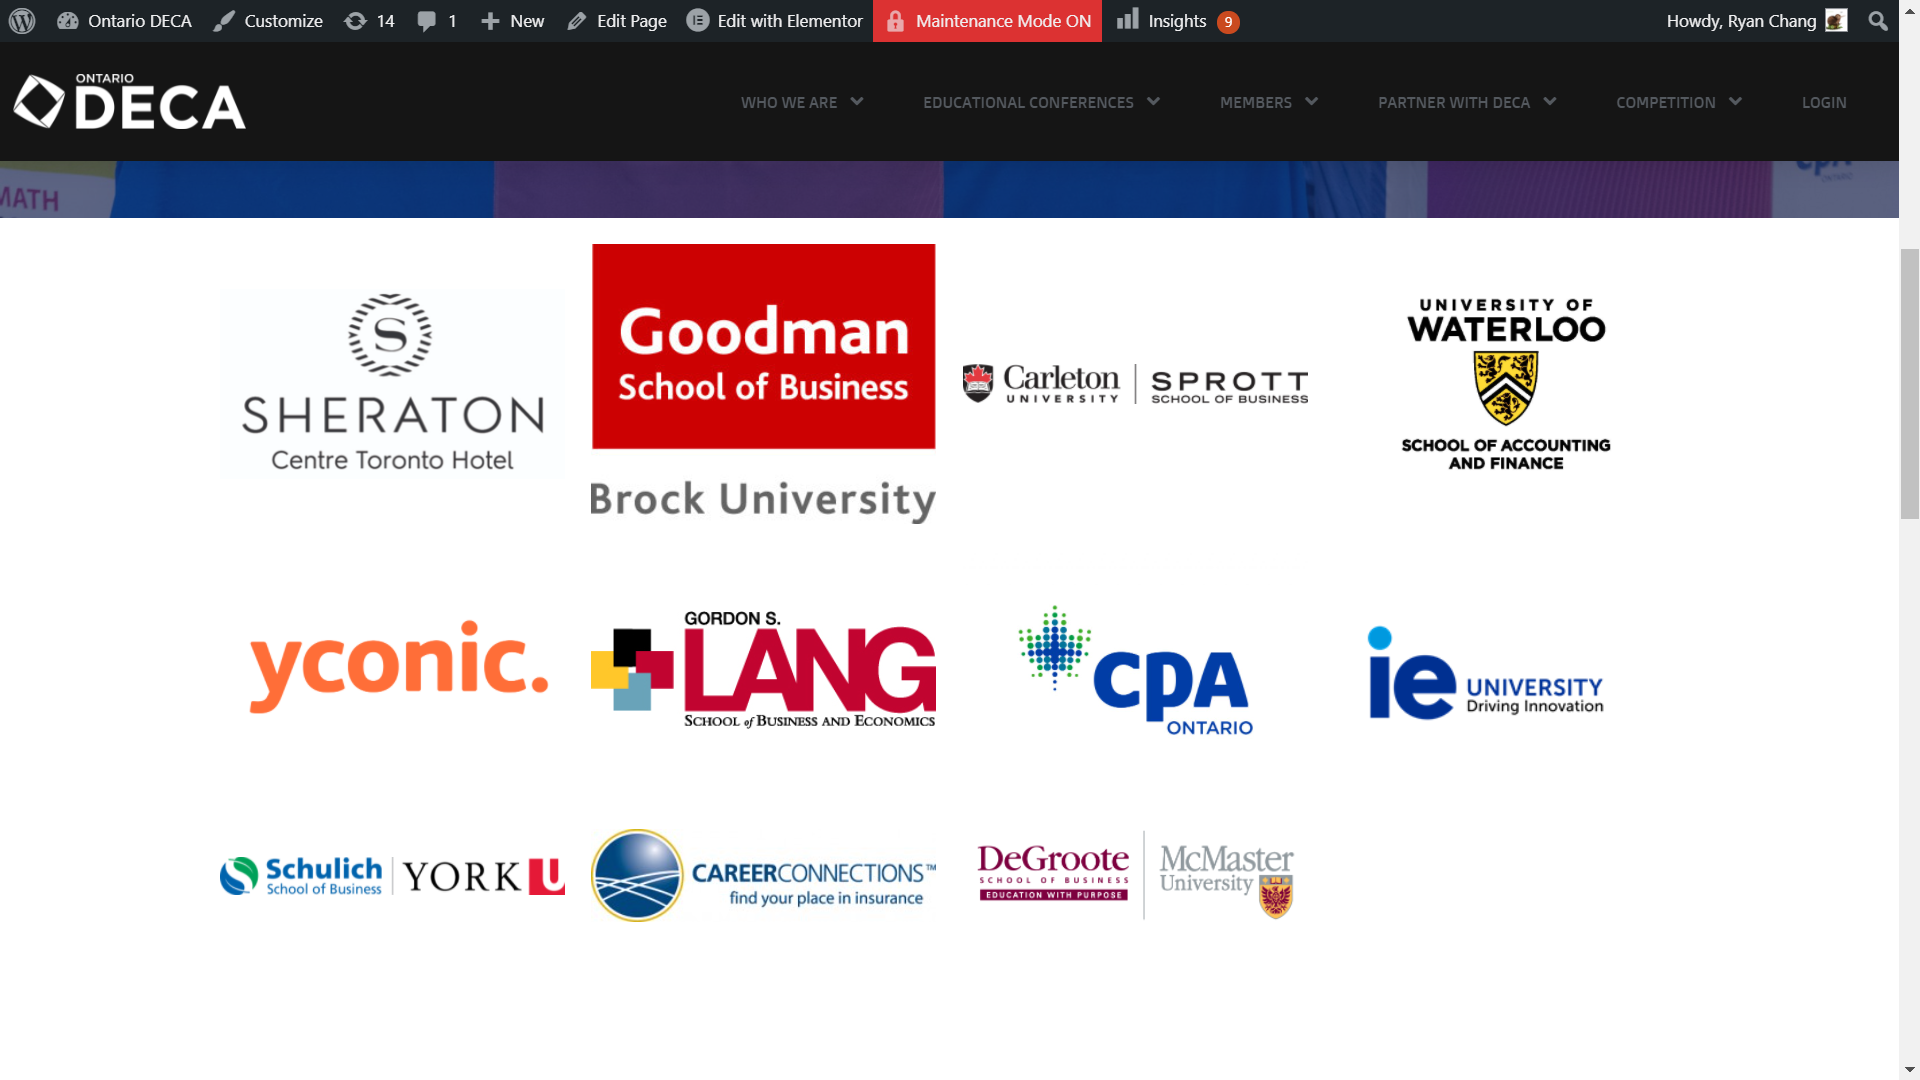 Ontario DECA Customize 14 1 New Edit Page Edit with Elementor Maintenance Mode ON Insights 9 Howdy, Ryan Chang
ONTARIO
DECA
WHO WE ARE EDUCATIONAL CONFERENCES MEMBERS PARTNER WITH DECA COMPETITION LOGIN
MATH
cpa
ONTARIO
S
SHERATON
Centre Toronto Hotel
Goodman
School of Business
Brock University
Carleton
UNIVERSITY
SPROTT
SCHOOL OF BUSINESS
UNIVERSITY OF
WATERLOO
SCHOOL OF ACCOUNTING
AND FINANCE
yconic.
GORDON S.
LANG
SCHOOL of BUSINESS AND ECONOMICS
cpa
ONTARIO
ie
UNIVERSITY
Driving Innovation
Schulich
School of Business
YORK U
CAREERCONNECTIONS™
find your place in insurance
DeGroote
SCHOOL OF BUSINESS
EDUCATION WITH PURPOSE
McMaster
University